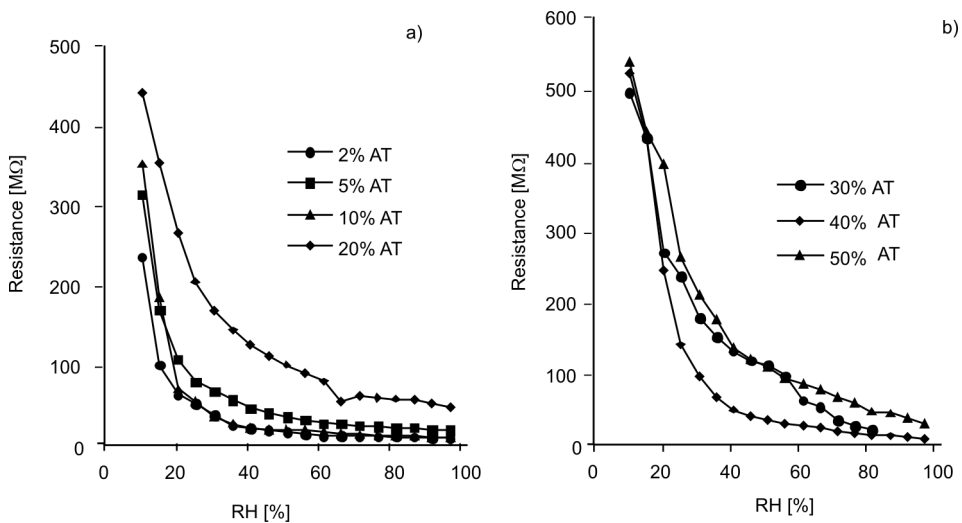 a)
500
400
300
200
100
0
0 20 40 60 80 100
Resistance [MΩ]
RH [%]
2% AT
5% AT
10% AT
20% AT
b)
600
500
400
300
200
100
0
0 20 40 60 80 100
Resistance [MΩ]
RH [%]
30% AT
40% AT
50% AT